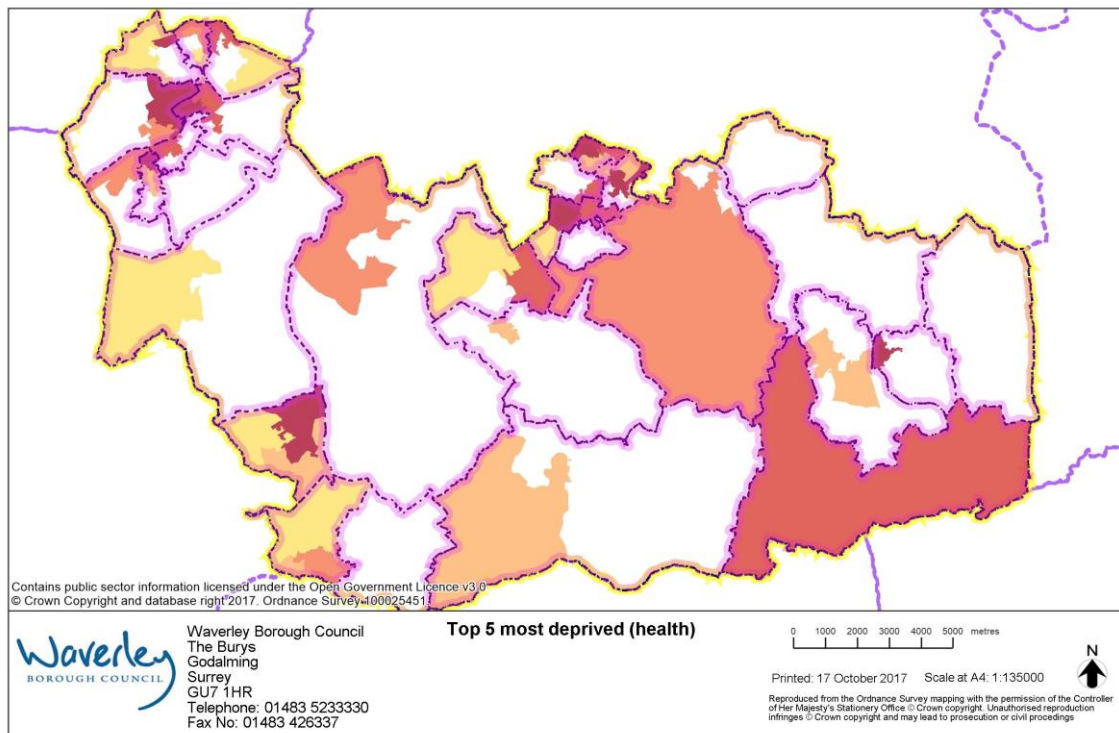 Contains public sector information licensed under the Open Government Licence v3.0
© Crown Copyright and database right 2017. Ordnance Survey 100025451
Waverley
BOROUGH COUNCIL
Waverley Borough Council
The Burys
Godalming
Surrey
GU7 1HR
Telephone: 01483 5233330
Fax No: 01483 426337
Top 5 most deprived (health)
0 1000 2000 3000 4000 5000 metres
Printed: 17 October 2017 Scale at A4: 1:135000
N
Reproduced from the Ordnance Survey mapping with the permission of the Controller
of Her Majesty's Stationery Office © Crown copyright. Unauthorised reproduction
infringes © Crown copyright and may lead to prosecution or civil procedings